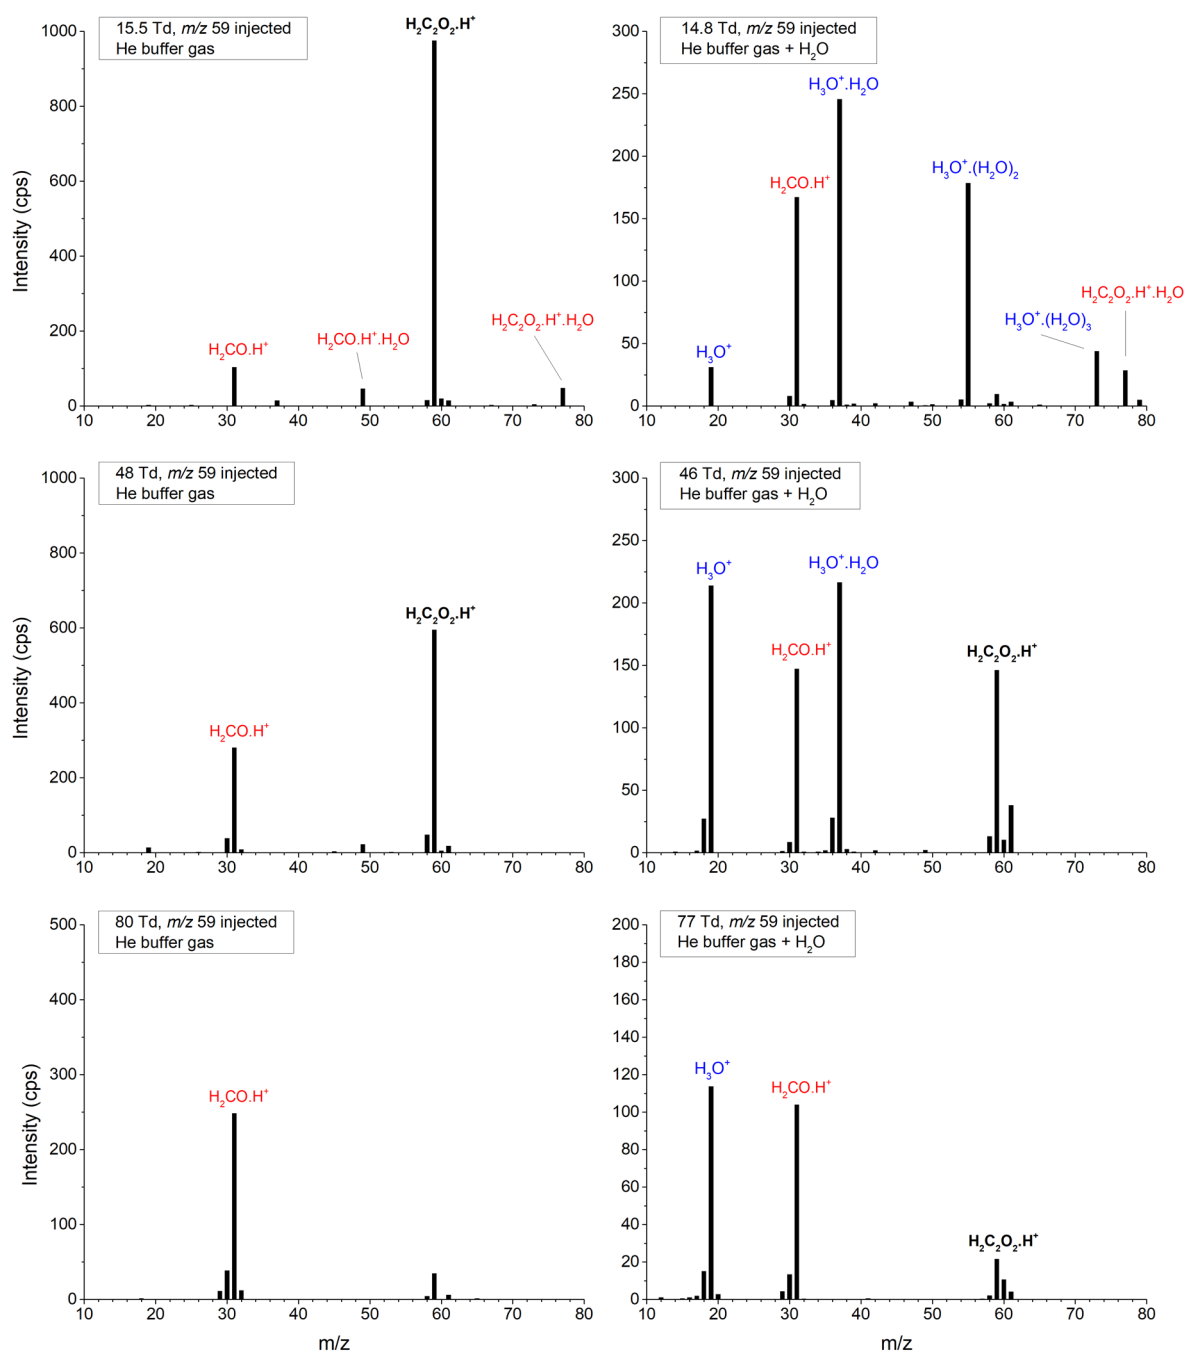 15.5 Td, m/z 59 injected
He buffer gas
H₂C₂O₂.H⁺
H₂CO.H⁺
H₂CO.H⁺.H₂O
H₂C₂O₂.H⁺.H₂O
Intensity (cps)
1000
800
600
400
200
0
10 20 30 40 50 60 70 80
14.8 Td, m/z 59 injected
He buffer gas + H₂O
H₃O⁺.H₂O
H₃O⁺.(H₂O)₂
H₂CO.H⁺
H₂C₂O₂.H⁺.H₂O
H₃O⁺.(H₂O)₃
H₃O⁺
300
250
200
150
100
50
0
10 20 30 40 50 60 70 80
48 Td, m/z 59 injected
He buffer gas
H₂C₂O₂.H⁺
H₂CO.H⁺
Intensity (cps)
1000
800
600
400
200
0
10 20 30 40 50 60 70 80
46 Td, m/z 59 injected
He buffer gas + H₂O
H₃O⁺
H₃O⁺.H₂O
H₂CO.H⁺
H₂C₂O₂.H⁺
300
250
200
150
100
50
0
10 20 30 40 50 60 70 80
80 Td, m/z 59 injected
He buffer gas
H₂CO.H⁺
Intensity (cps)
500
400
300
200
100
0
10 20 30 40 50 60 70 80
m/z
77 Td, m/z 59 injected
He buffer gas + H₂O
H₃O⁺
H₂CO.H⁺
H₂C₂O₂.H⁺
200
180
160
140
120
100
80
60
40
20
0
10 20 30 40 50 60 70 80
m/z